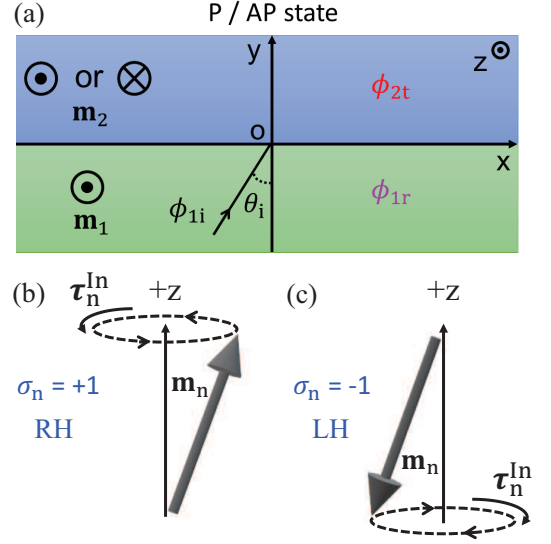 (a)
P / AP state
y
z
⊙ or ⊗
m₂
ϕ₂t
o
x
m₁
ϕ₁i
θᵢ
ϕ₁r
(b)
τₙᴵⁿ
+z
σₙ = +1
mₙ
RH
(c)
+z
σₙ = -1
mₙ
LH
τₙᴵⁿ